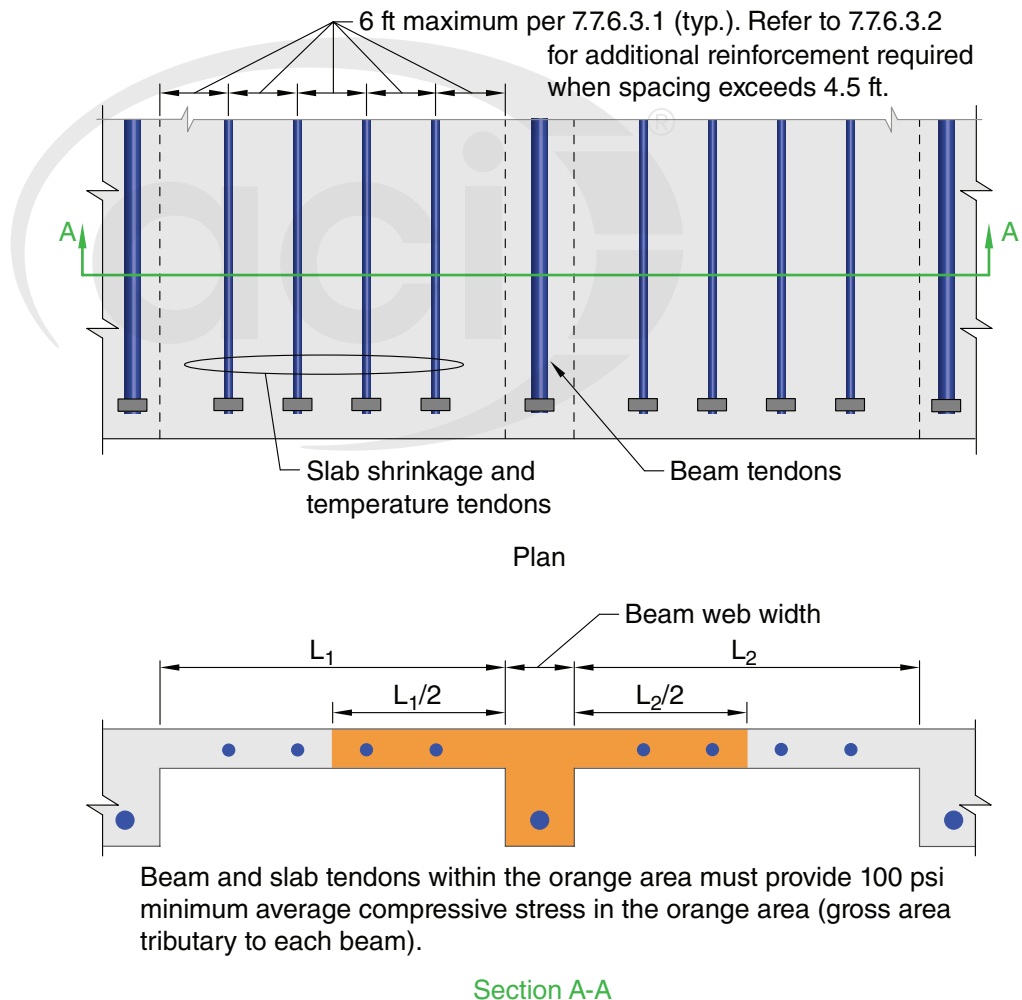 6 ft maximum per 7.7.6.3.1 (typ.). Refer to 7.7.6.3.2
for additional reinforcement required
when spacing exceeds 4.5 ft.
aci ®
A A
Slab shrinkage and
temperature tendons
Beam tendons
Plan
Beam web width
L₁ L₂
L₁/2 L₂/2
Beam and slab tendons within the orange area must provide 100 psi
minimum average compressive stress in the orange area (gross area
tributary to each beam).
Section A-A